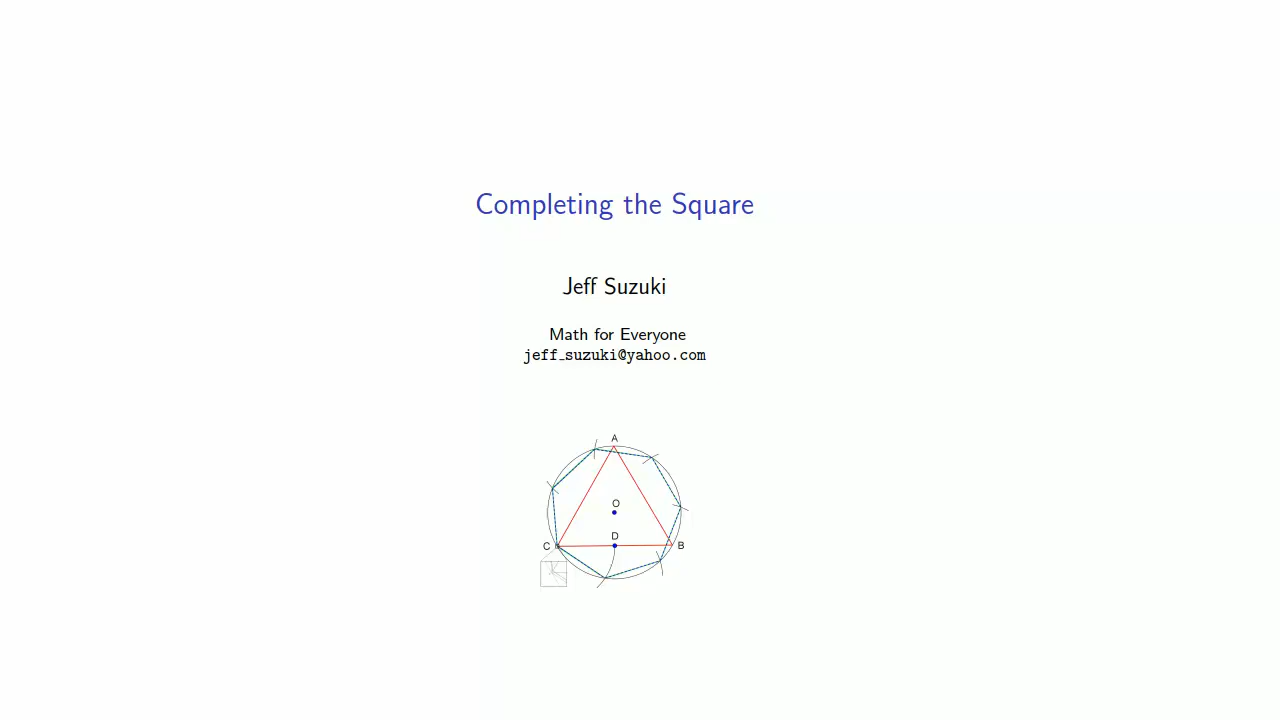 Completing the Square
Jeff Suzuki
Math for Everyone
jeff_suzuki@yahoo.com
A
O
D
C
B